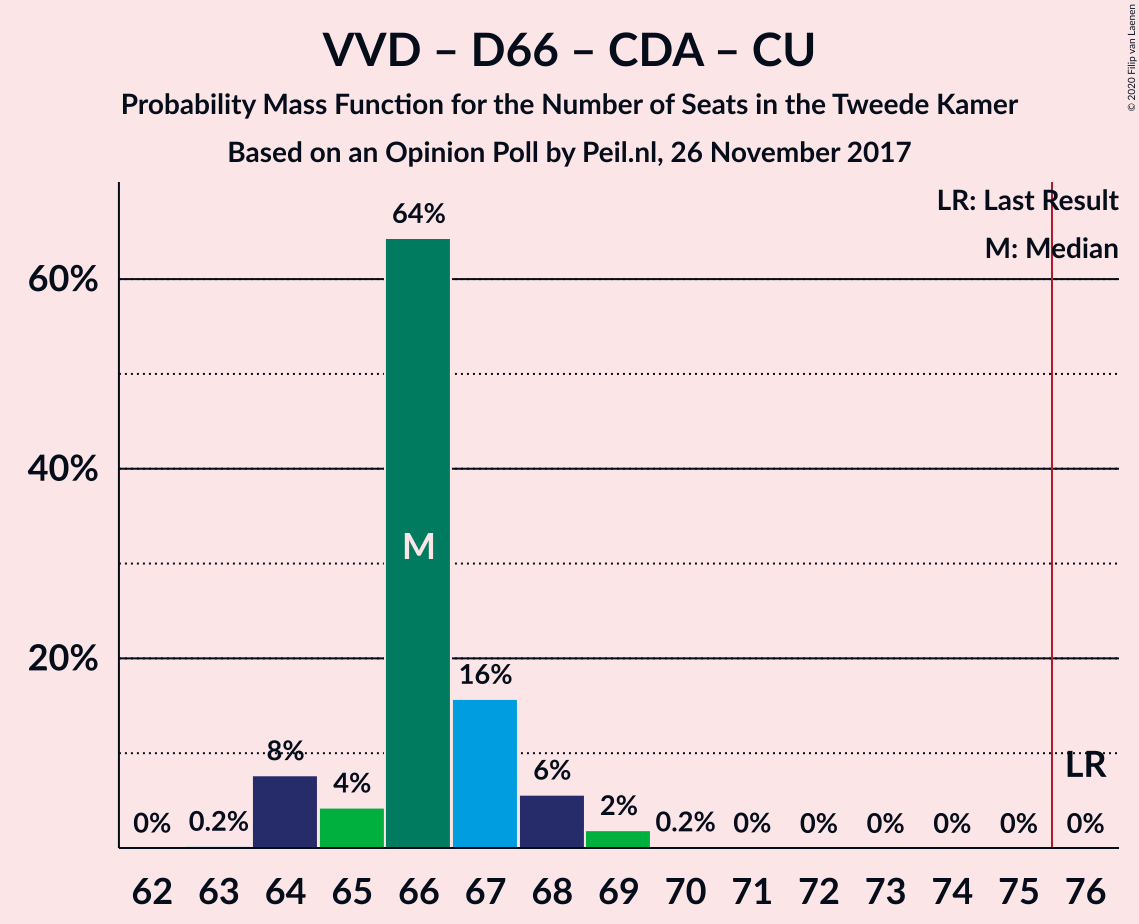 VVD – D66 – CDA – CU
Probability Mass Function for the Number of Seats in the Tweede Kamer
Based on an Opinion Poll by Peil.nl, 26 November 2017
© 2020 Filip van Laenen
LR: Last Result
M: Median
60%
40%
20%
0%
0.2%
8%
4%
64%
M
16%
6%
2%
0.2%
0%
0%
0%
0%
0%
LR
0%
62 63 64 65 66 67 68 69 70 71 72 73 74 75 76